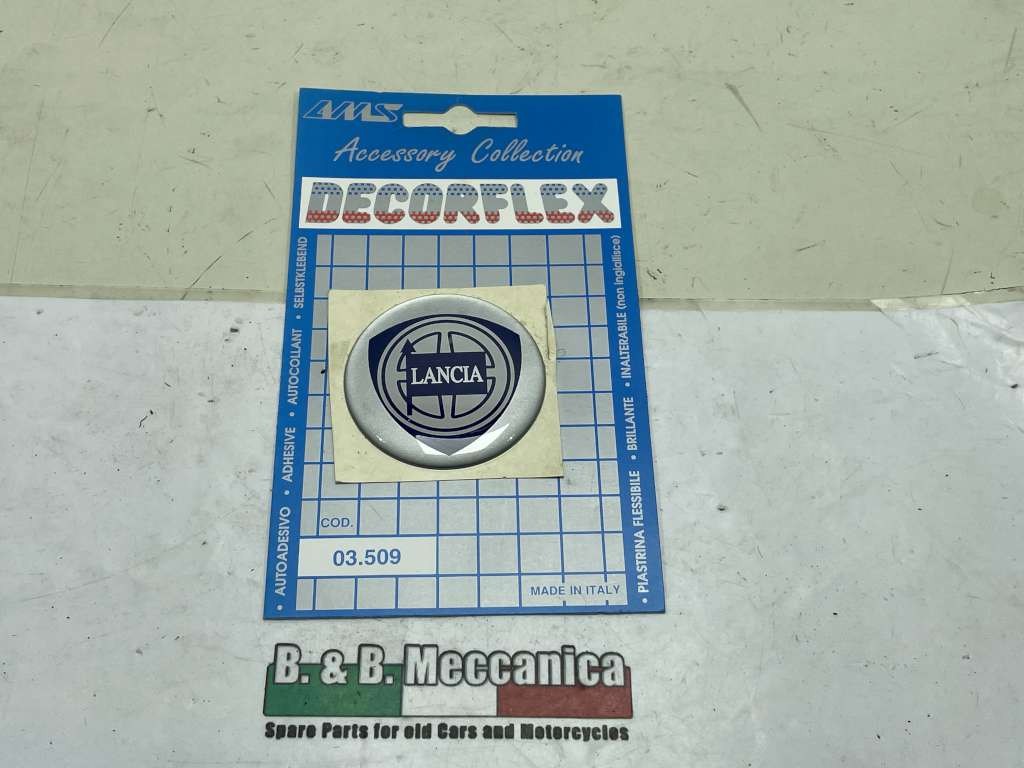 AMS
Accessory Collection
DECORFLEX
• AUTOADESIVO • ADHESIVE • AUTOCOLLANT • SELBSTKLEBEND
LANCIA
• PIASTRINA FLESSIBILE • BRILLANTE • INALTERABILE (non ingiallisce)
COD.
03.509
MADE IN ITALY
B. & B. Meccanica
Spare Parts for old Cars and Motorcycles